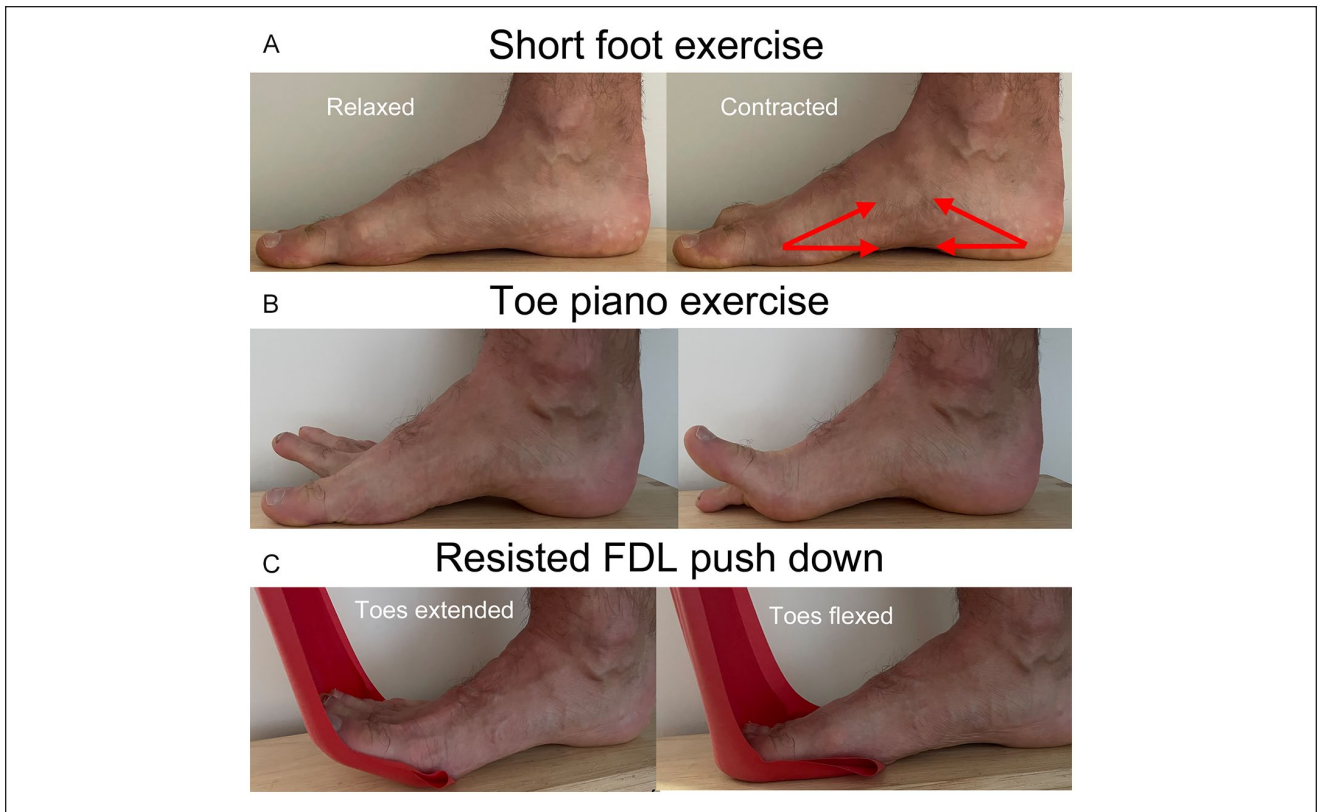 A
Short foot exercise
Relaxed
Contracted
B
Toe piano exercise
C
Resisted FDL push down
Toes extended
Toes flexed